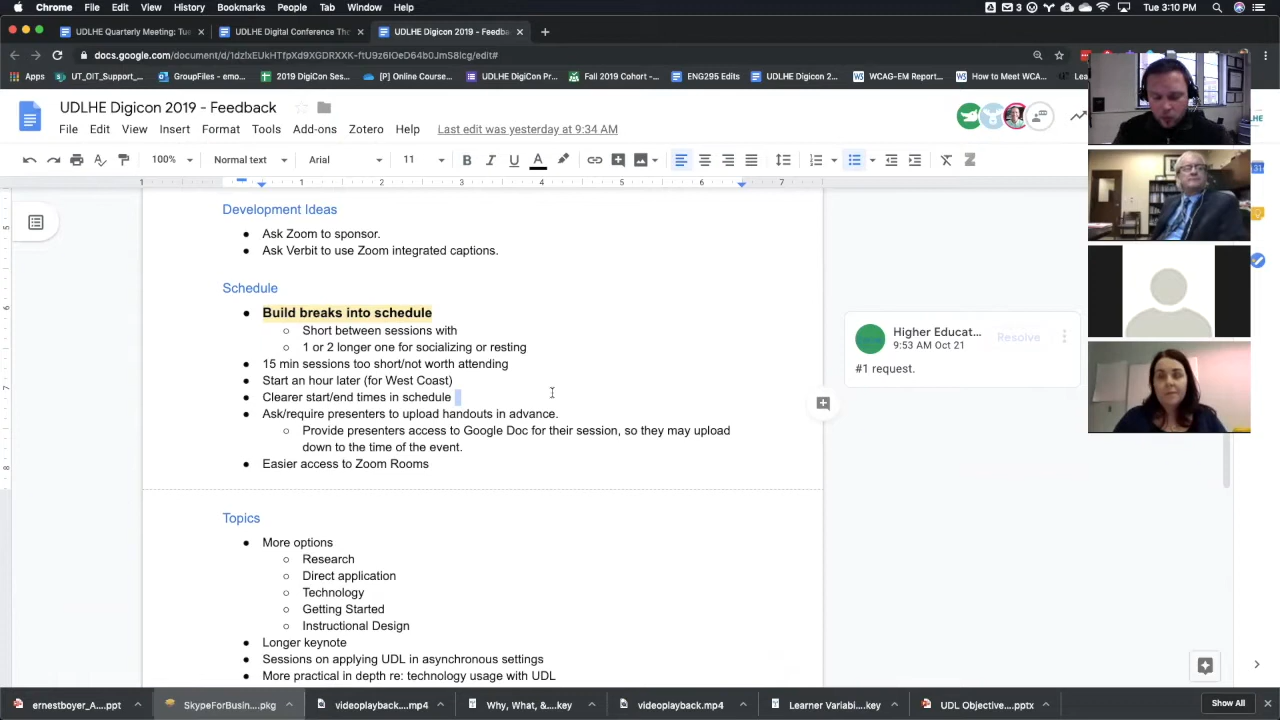 Chrome File Edit View History Bookmarks People Tab Window Help 3 Tue 3:10 PM
UDLHE Quarterly Meeting: Tue UDLHE Digital Conference Tho UDLHE Digicon 2019 - Feedba
docs.google.com/document/d/
Apps UT_OIT_Support_... GroupFiles - emo... 2019 DigiCon Ses... [P] Online Course... UDLHE DigiCon Pr... Fall 2019 Cohort -... ENG295 Edits UDLHE Digicon 2... WCAG-EM Report... How to Meet WCA...
UDLHE Digicon 2019 - Feedback
File Edit View Insert Format Tools Add-ons Zotero Help Last edit was yesterday at 9:34 AM
100% Normal text Arial 11 B I U A
1 1 2 3 4 5 6 7
Development Ideas
● Ask Zoom to sponsor.
● Ask Verbit to use Zoom integrated captions.
Schedule
● Build breaks into schedule
○ Short between sessions with
○ 1 or 2 longer one for socializing or resting
● 15 min sessions too short/not worth attending
● Start an hour later (for West Coast)
● Clearer start/end times in schedule
● Ask/require presenters to upload handouts in advance.
○ Provide presenters access to Google Doc for their session, so they may upload
down to the time of the event.
● Easier access to Zoom Rooms
Higher Educat...
9:53 AM Oct 21
Resolve
#1 request.
Topics
● More options
○ Research
○ Direct application
○ Technology
○ Getting Started
○ Instructional Design
● Longer keynote
● Sessions on applying UDL in asynchronous settings
● More practical in depth re: technology usage with UDL
ernestboyer_A....ppt SkypeForBusin....pkg videoplayback....mp4 Why, What, &....key videoplayback....mp4 Learner Variabi....key UDL Objective....pptx Show All